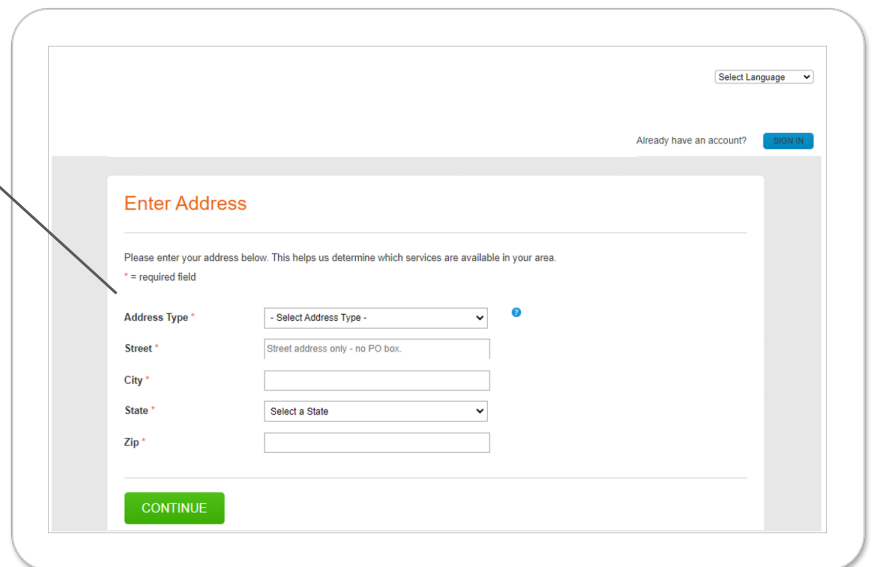 Select Language
Already have an account? SIGN IN
Enter Address
Please enter your address below. This helps us determine which services are available in your area.
* = required field
Address Type * - Select Address Type - ?
Street * Street address only - no PO box.
City *
State * Select a State
Zip *
CONTINUE